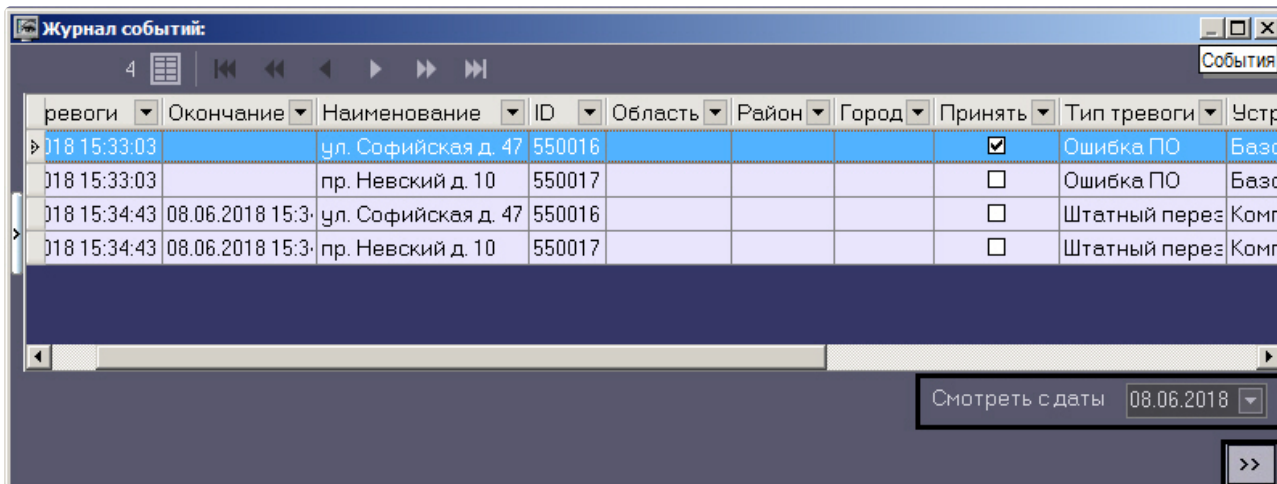 Журнал событий:
4
События
ревоги Окончание Наименование ID Область Район Город Принять Тип тревоги Устр
018 15:33:03 ул. Софийская д. 47 550016 Ошибка ПО Базо
018 15:33:03 пр. Невский д. 10 550017 Ошибка ПО Базо
018 15:34:43 08.06.2018 15:3 ул. Софийская д. 47 550016 Штатный перез Комп
018 15:34:43 08.06.2018 15:3 пр. Невский д. 10 550017 Штатный перез Комп
Смотреть с даты 08.06.2018
>>